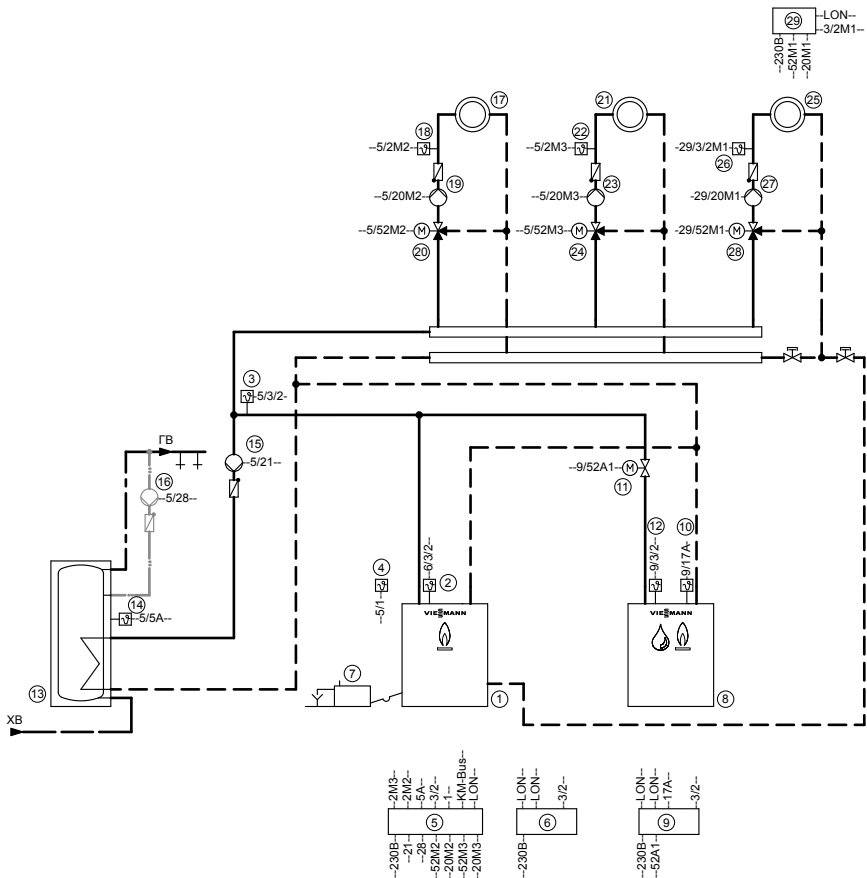 29
--LON--
--3/2M1--
--230В--
--52M1--
--20M1--
17
21
25
18
--5/2M2--
22
--5/2M3--
-29/3/2M1-
26
--5/20M2--
19
--5/20M3--
23
-29/20M1-
27
--5/52M2--
M
20
--5/52M3--
M
24
-29/52M1-
M
28
3
-5/3/2-
ГВ
15
--5/21--
16
--5/28--
--9/52A1--
M
11
4
--5/1--
--6/3/2--
2
12
--9/3/2--
10
--9/17A-
14
--5/5A--
VIESMANN
VIESMANN
7
13
1
8
ХВ
--2M3--
--2M2--
--5A--
--3/2--
--1--
--KM-Bus--
--LON--
5
--230В--
--21--
--28--
--52M2--
--20M2--
--52M3--
--20M3--
--LON--
--LON--
--3/2--
6
--230В--
--LON--
--LON--
--17A--
--3/2--
9
--230В--
--52A1--